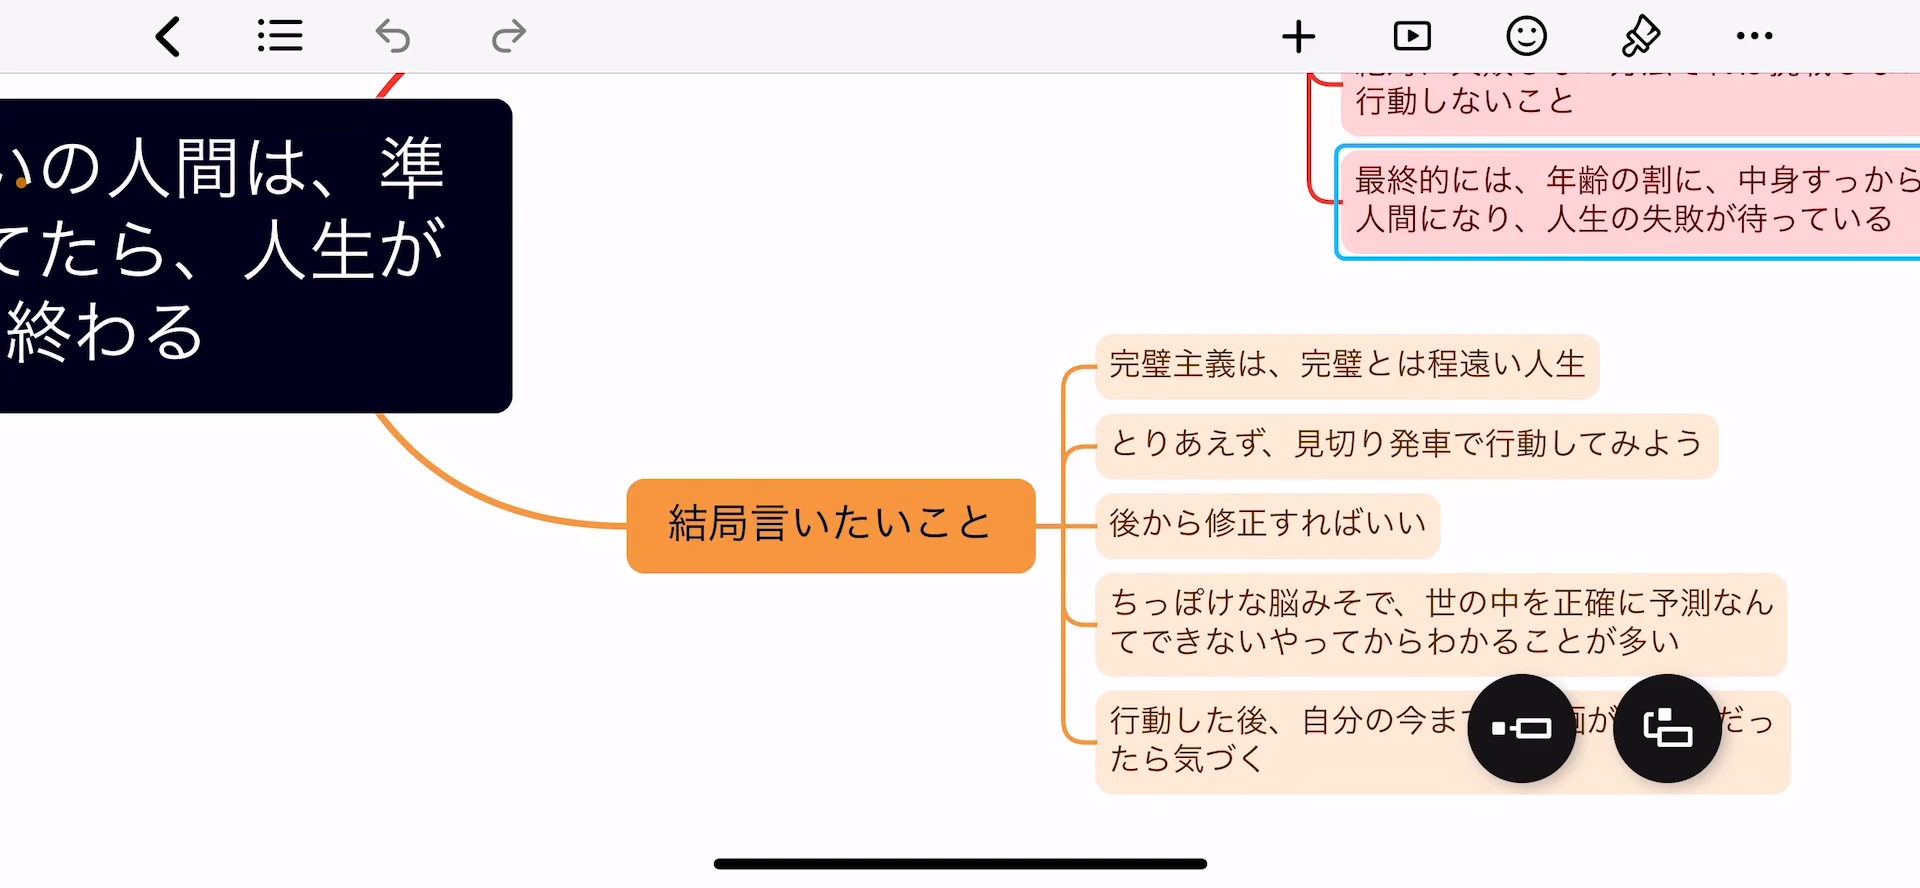 いの人間は、準
てたら、人生が
終わる
行動しないこと
最終的には、年齢の割に、中身すっから
人間になり、人生の失敗が待っている
結局言いたいこと
完璧主義は、完璧とは程遠い人生
とりあえず、見切り発車で行動してみよう
後から修正すればいい
ちっぽけな脳みそで、世の中を正確に予測なん
てできないやってからわかることが多い
行動した後、自分の今ま
が
だっ
たら気づく